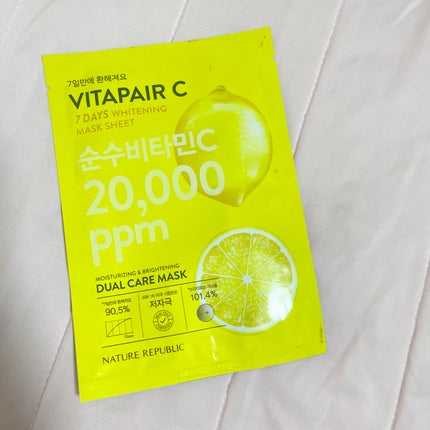 7일만에 환해져요
VITAPAIR C
7 DAYS WHITENING
MASK SHEET
순수비타민C
20,000
ppm
MOISTURIZING & BRIGHTENING
DUAL CARE MASK
90.5%
저자극
101.4%
NATURE REPUBLIC